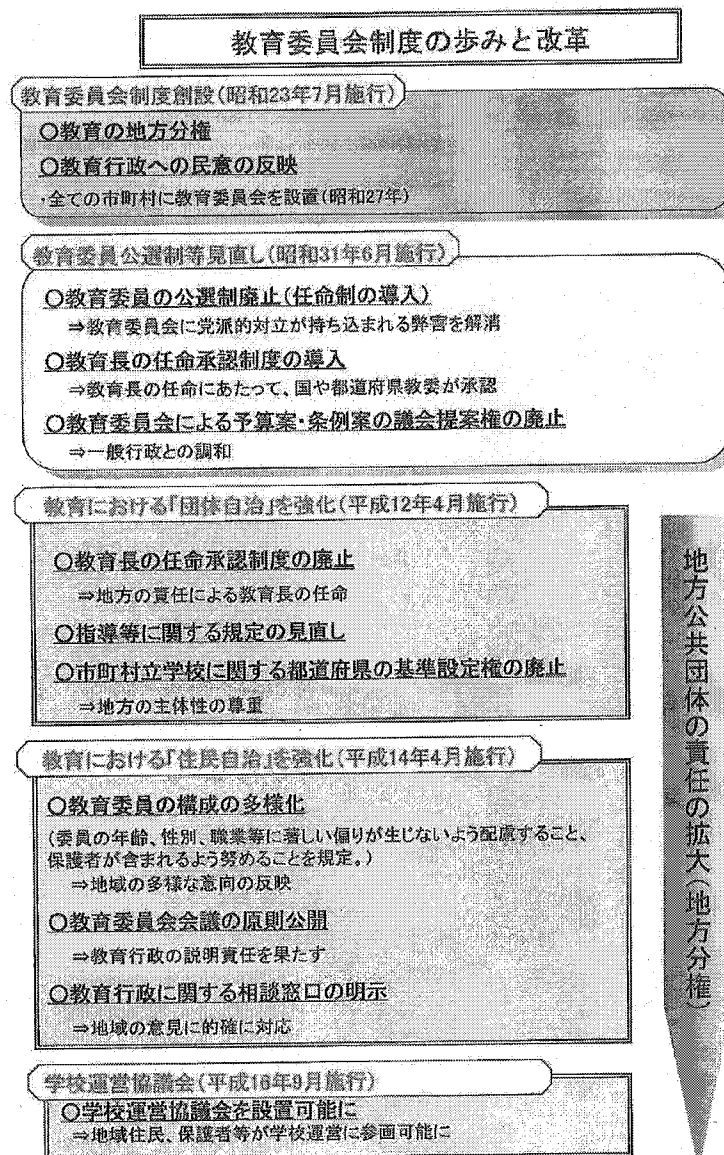 教育委員会制度の歩みと改革
教育委員会制度創設(昭和23年7月施行)
○教育の地方分権
○教育行政への民意の反映
・全ての市町村に教育委員会を設置(昭和27年)
教育委員公選制等見直し(昭和31年6月施行)
○教育委員の公選制廃止(任命制の導入)
⇒教育委員会に党派的対立が持ち込まれる弊害を解消
○教育長の任命承認制度の導入
⇒教育長の任命にあたって、国や都道府県教委が承認
○教育委員会による予算案・条例案の議会提案権の廃止
⇒一般行政との調和
教育における「団体自治」を強化(平成12年4月施行)
○教育長の任命承認制度の廃止
⇒地方の責任による教育長の任命
○指導等に関する規定の見直し
○市町村立学校に関する都道府県の基準設定権の廃止
⇒地方の主体性の尊重
教育における「住民自治」を強化(平成14年4月施行)
○教育委員の構成の多様化
(委員の年齢、性別、職業等に著しい偏りが生じないよう配慮すること、
保護者が含まれるよう努めることを規定。)
⇒地域の多様な意向の反映
○教育委員会会議の原則公開
⇒教育行政の説明責任を果たす
○教育行政に関する相談窓口の明示
⇒地域の意見に的確に対応
学校運営協議会(平成16年9月施行)
○学校運営協議会を設置可能に
⇒地域住民、保護者等が学校運営に参画可能に
地方公共団体の責任の拡大(地方分権)